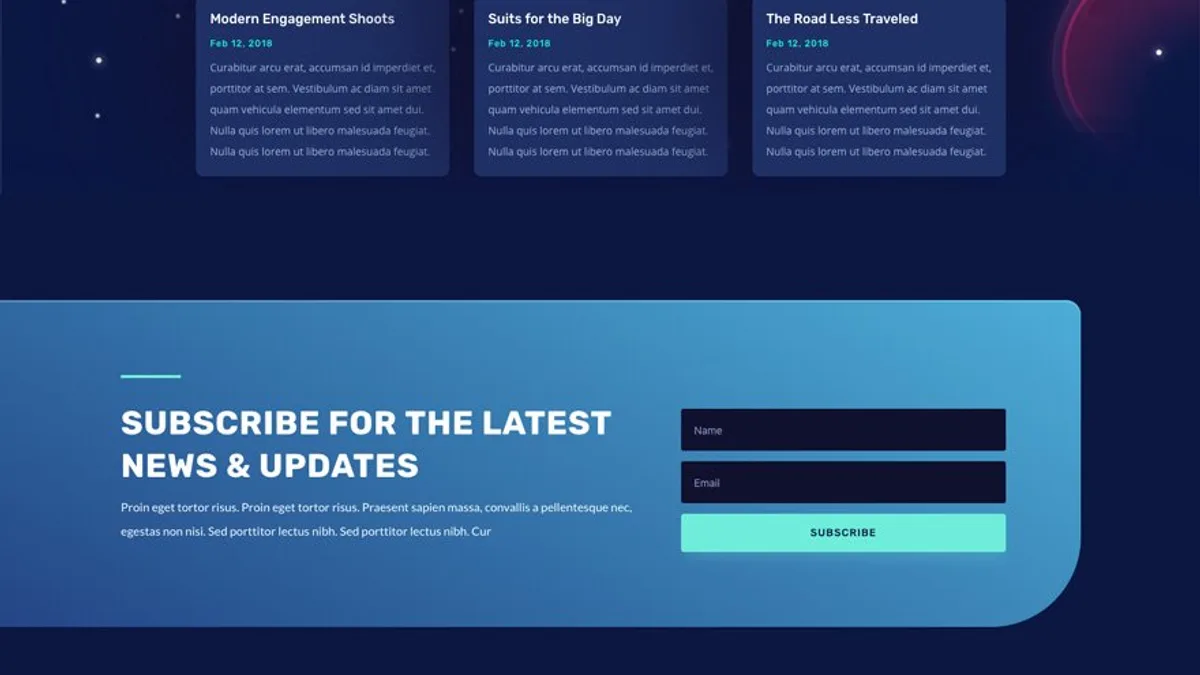 Modern Engagement Shoots
Feb 12, 2018
Curabitur arcu erat, accumsan id imperdiet et,
porttitor at sem. Vestibulum ac diam sit amet
quam vehicula elementum sed sit amet dui.
Nulla quis lorem ut libero malesuada feugiat.
Nulla quis lorem ut libero malesuada feugiat.
Suits for the Big Day
Feb 12, 2018
Curabitur arcu erat, accumsan id imperdiet et,
porttitor at sem. Vestibulum ac diam sit amet
quam vehicula elementum sed sit amet dui.
Nulla quis lorem ut libero malesuada feugiat.
Nulla quis lorem ut libero malesuada feugiat.
The Road Less Traveled
Feb 12, 2018
Curabitur arcu erat, accumsan id imperdiet et,
porttitor at sem. Vestibulum ac diam sit amet
quam vehicula elementum sed sit amet dui.
Nulla quis lorem ut libero malesuada feugiat.
Nulla quis lorem ut libero malesuada feugiat.
SUBSCRIBE FOR THE LATEST
NEWS & UPDATES
Proin eget tortor risus. Proin eget tortor risus. Praesent sapien massa, convallis a pellentesque nec,
egestas non nisi. Sed porttitor lectus nibh. Sed porttitor lectus nibh. Cur
Name
Email
SUBSCRIBE